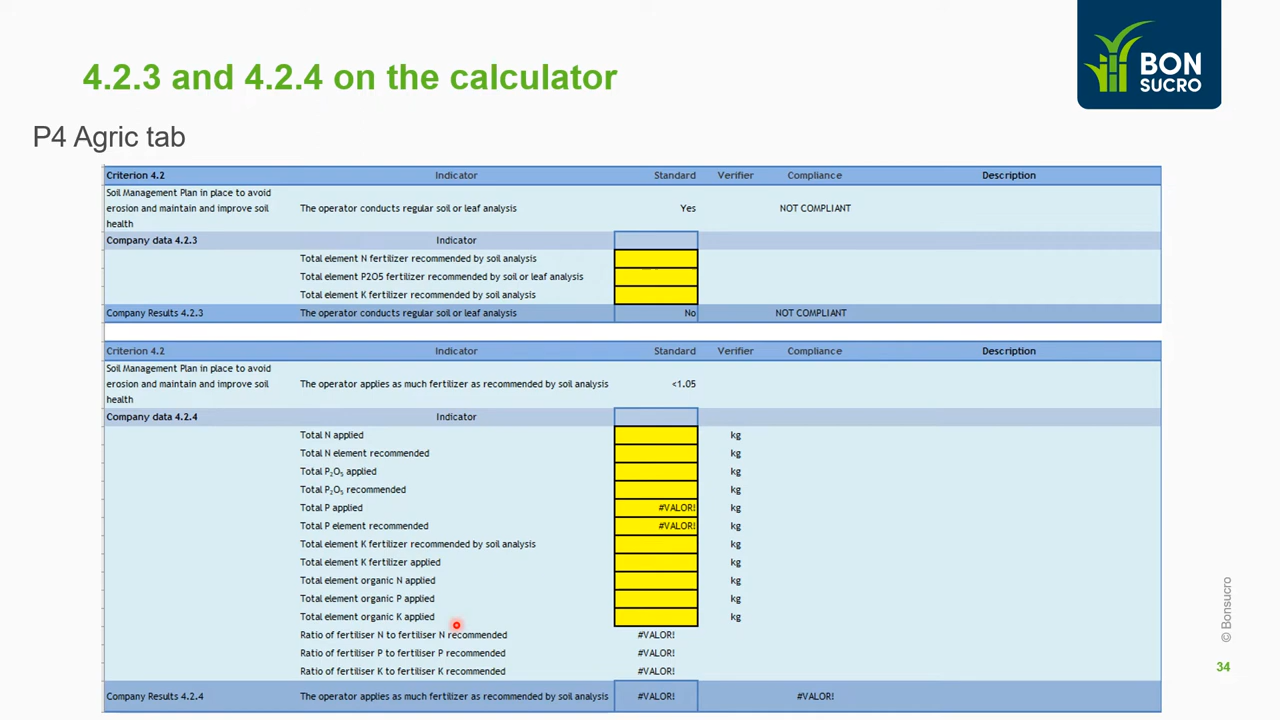 4.2.3 and 4.2.4 on the calculator
BON
SUCRO
P4 Agric tab
Criterion 4.2 Indicator Standard Verifier Compliance Description
Soil Management Plan in place to avoid
erosion and maintain and improve soil The operator conducts regular soil or leaf analysis Yes NOT COMPLIANT
health
Company data 4.2.3 Indicator
Total element N fertilizer recommended by soil analysis
Total element P2O5 fertilizer recommended by soil or leaf analysis
Total element K fertilizer recommended by soil analysis
Company Results 4.2.3 The operator conducts regular soil or leaf analysis No NOT COMPLIANT
Criterion 4.2 Indicator Standard Verifier Compliance Description
Soil Management Plan in place to avoid
erosion and maintain and improve soil The operator applies as much fertilizer as recommended by soil analysis <1.05
health
Company data 4.2.4 Indicator
Total N applied kg
Total N element recommended kg
Total P₂O₅ applied kg
Total P₂O₅ recommended kg
Total P applied #VALOR! kg
Total P element recommended #VALOR! kg
Total element K fertilizer recommended by soil analysis kg
Total element K fertilizer applied kg
Total element organic N applied kg
Total element organic P applied kg
Total element organic K applied kg
Ratio of fertiliser N to fertiliser N recommended #VALOR!
Ratio of fertiliser P to fertiliser P recommended #VALOR!
Ratio of fertiliser K to fertiliser K recommended #VALOR!
Company Results 4.2.4 The operator applies as much fertilizer as recommended by soil analysis #VALOR! #VALOR!
© Bonsucro
34